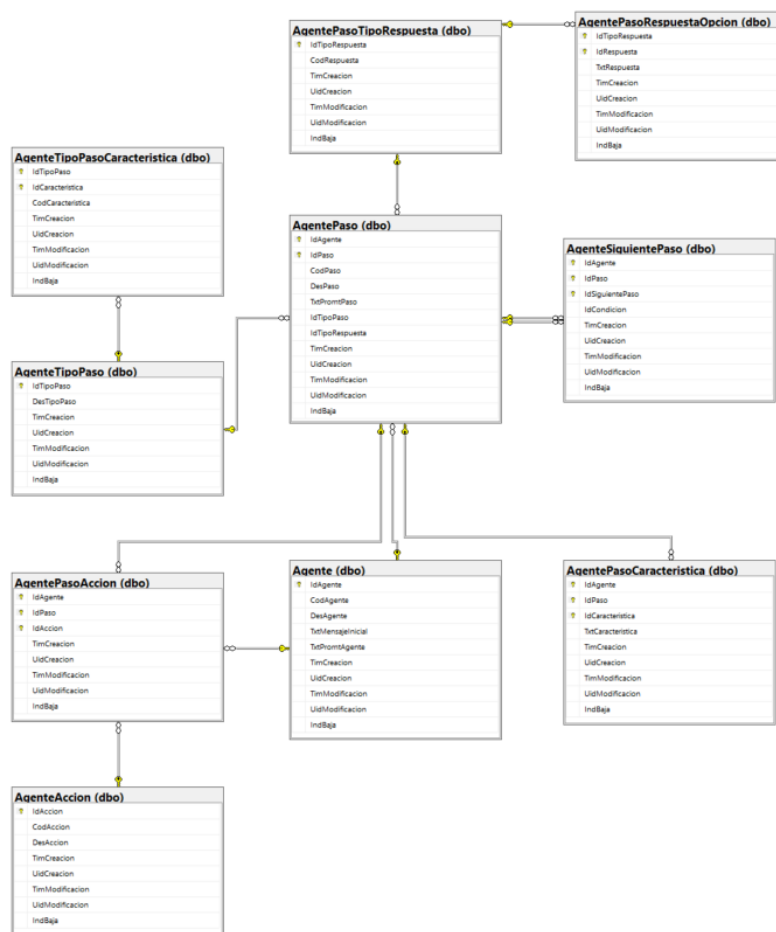 AgentePasoTipoRespuesta (dbo)
IdTipoRespuesta
CodRespuesta
TimCreacion
UidCreacion
TimModificacion
UidModificacion
IndBaja
AgentePasoRespuestaOpcion (dbo)
IdTipoRespuesta
IdRespuesta
TxtRespuesta
TimCreacion
UidCreacion
TimModificacion
UidModificacion
IndBaja
AgenteTipoPasoCaracteristica (dbo)
IdTipoPaso
IdCaracteristica
CodCaracteristica
TimCreacion
UidCreacion
TimModificacion
UidModificacion
IndBaja
AgentePaso (dbo)
IdAgente
IdPaso
CodPaso
DesPaso
TxtPromtPaso
IdTipoPaso
IdTipoRespuesta
TimCreacion
UidCreacion
TimModificacion
UidModificacion
IndBaja
AgenteSiguientePaso (dbo)
IdAgente
IdPaso
IdSiguientePaso
IdCondicion
TimCreacion
UidCreacion
TimModificacion
UidModificacion
IndBaja
AgenteTipoPaso (dbo)
IdTipoPaso
DesTipoPaso
TimCreacion
UidCreacion
TimModificacion
UidModificacion
IndBaja
AgentePasoAccion (dbo)
IdAgente
IdPaso
IdAccion
TimCreacion
UidCreacion
TimModificacion
UidModificacion
IndBaja
Agente (dbo)
IdAgente
CodAgente
DesAgente
TxtMensajeInicial
TxtPromtAgente
TimCreacion
UidCreacion
TimModificacion
UidModificacion
IndBaja
AgentePasoCaracteristica (dbo)
IdAgente
IdPaso
IdCaracteristica
TxtCaracteristica
TimCreacion
UidCreacion
TimModificacion
UidModificacion
IndBaja
AgenteAccion (dbo)
IdAccion
CodAccion
DesAccion
TimCreacion
UidCreacion
TimModificacion
UidModificacion
IndBaja